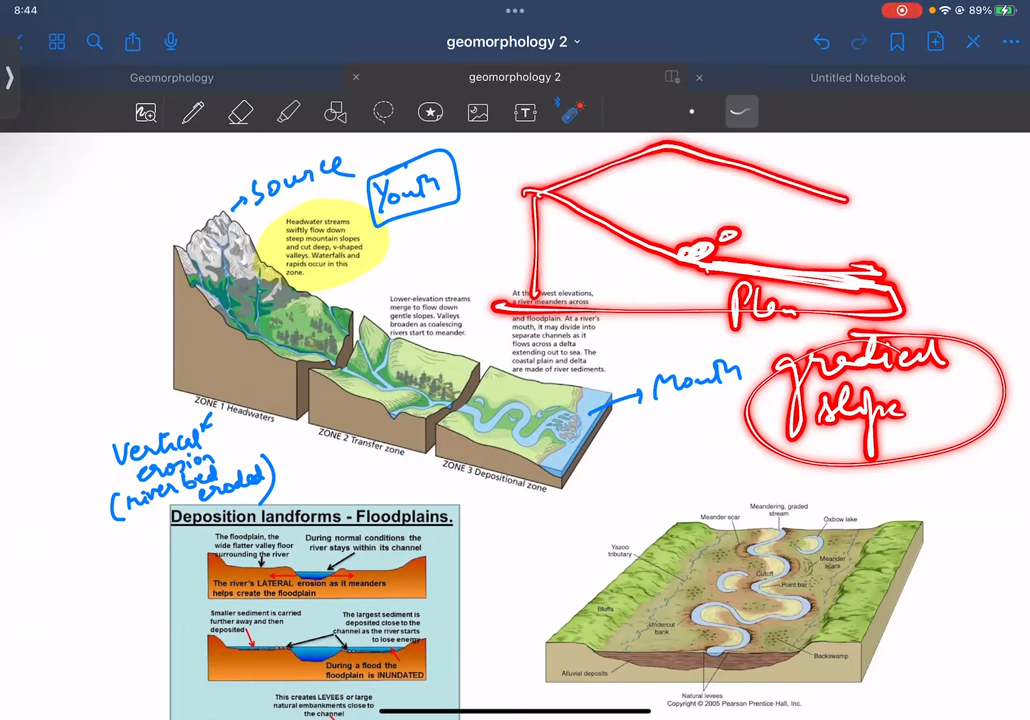 8:44
89%
geomorphology 2
Geomorphology
geomorphology 2
Untitled Notebook
Source
Youth
Headwater streams
swiftly flow down
steep mountain slopes
and cut deep, v-shaped
valleys. Waterfalls and
rapids occur in this
zone.
Lower-elevation streams
merge to flow down
gentle slopes. Valleys
broaden as coalescing
rivers start to meander.
At the lowest elevations,
a river meanders across
and floodplain. At a river's
mouth, it may divide into
separate channels as it
flows across a delta
extending out to sea. The
coastal plain and delta
are made of river sediments.
gradical
slope
Mouth
ZONE 1 Headwaters
ZONE 2 Transfer zone
ZONE 3 Depositional zone
Vertical
erosion
(river bed
eroded)
Deposition landforms - Floodplains.
The floodplain, the
wide flatter valley floor
surrounding the river
During normal conditions the
river stays within its channel
The river's LATERAL erosion as it meanders
helps create the floodplain
Smaller sediment is carried
further away and then
deposited
The largest sediment is
deposited close to the
channel as the river starts
to lose energy
During a flood the
floodplain is INUNDATED
This creates LEVEES or large
natural embankments close to
the channel
Meandering, graded
stream
Meander scar
Oxbow lake
Yazoo
tributary
Meander
scars
Cutoff
Point bar
Bluffs
Undercut
bank
Backswamp
Alluvial deposits
Natural levees
Copyright © 2005 Pearson Prentice Hall, Inc.